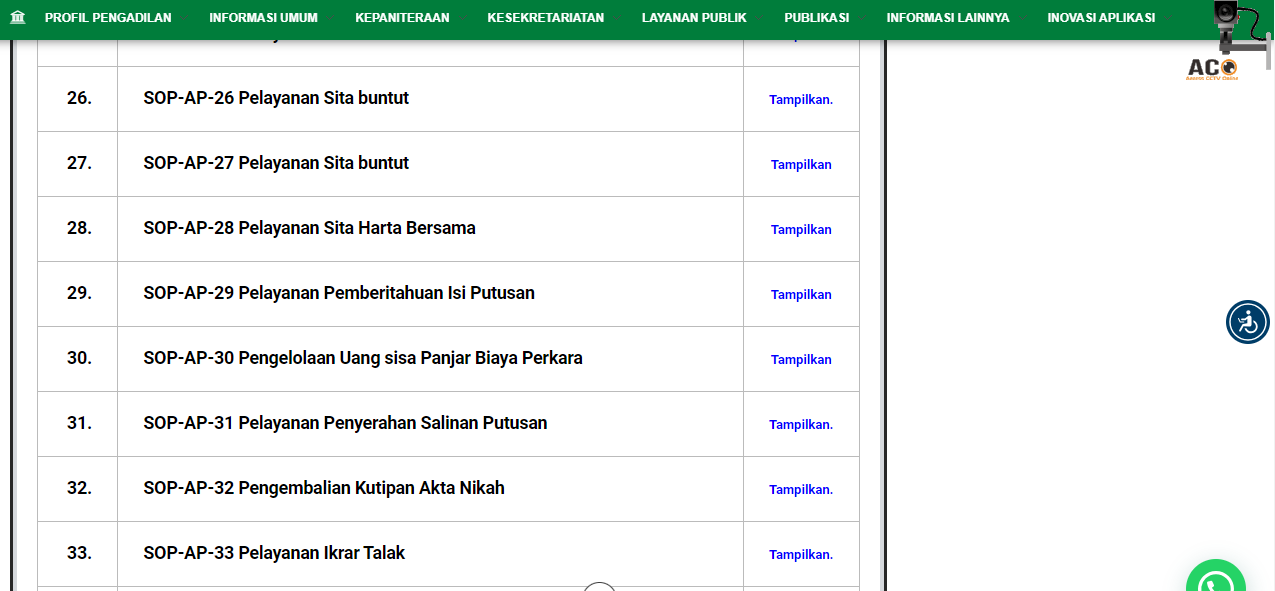 PROFIL PENGADILAN INFORMASI UMUM KEPANITERAAN KESEKRETARIATAN LAYANAN PUBLIK PUBLIKASI INFORMASI LAINNYA INOVASI APLIKASI
ACO
Access CCTV Online
26. SOP-AP-26 Pelayanan Sita buntut Tampilkan.
27. SOP-AP-27 Pelayanan Sita buntut Tampilkan
28. SOP-AP-28 Pelayanan Sita Harta Bersama Tampilkan
29. SOP-AP-29 Pelayanan Pemberitahuan Isi Putusan Tampilkan
30. SOP-AP-30 Pengelolaan Uang sisa Panjar Biaya Perkara Tampilkan
31. SOP-AP-31 Pelayanan Penyerahan Salinan Putusan Tampilkan.
32. SOP-AP-32 Pengembalian Kutipan Akta Nikah Tampilkan.
33. SOP-AP-33 Pelayanan Ikrar Talak Tampilkan.